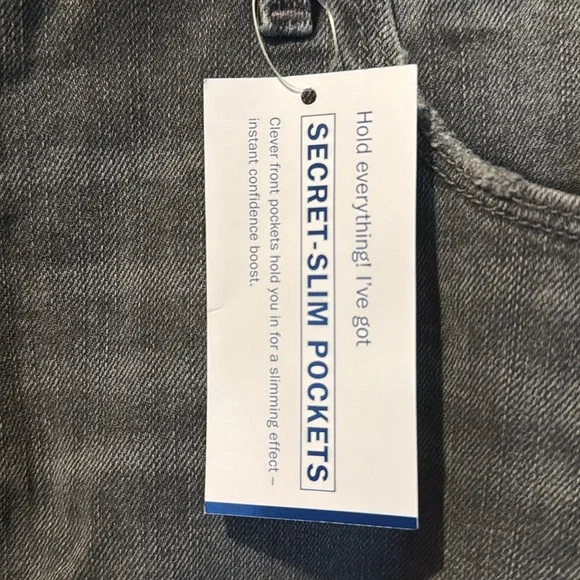 Hold everything! I've got
SECRET-SLIM POCKETS
Clever front pockets hold you in for a slimming effect –
instant confidence boost.